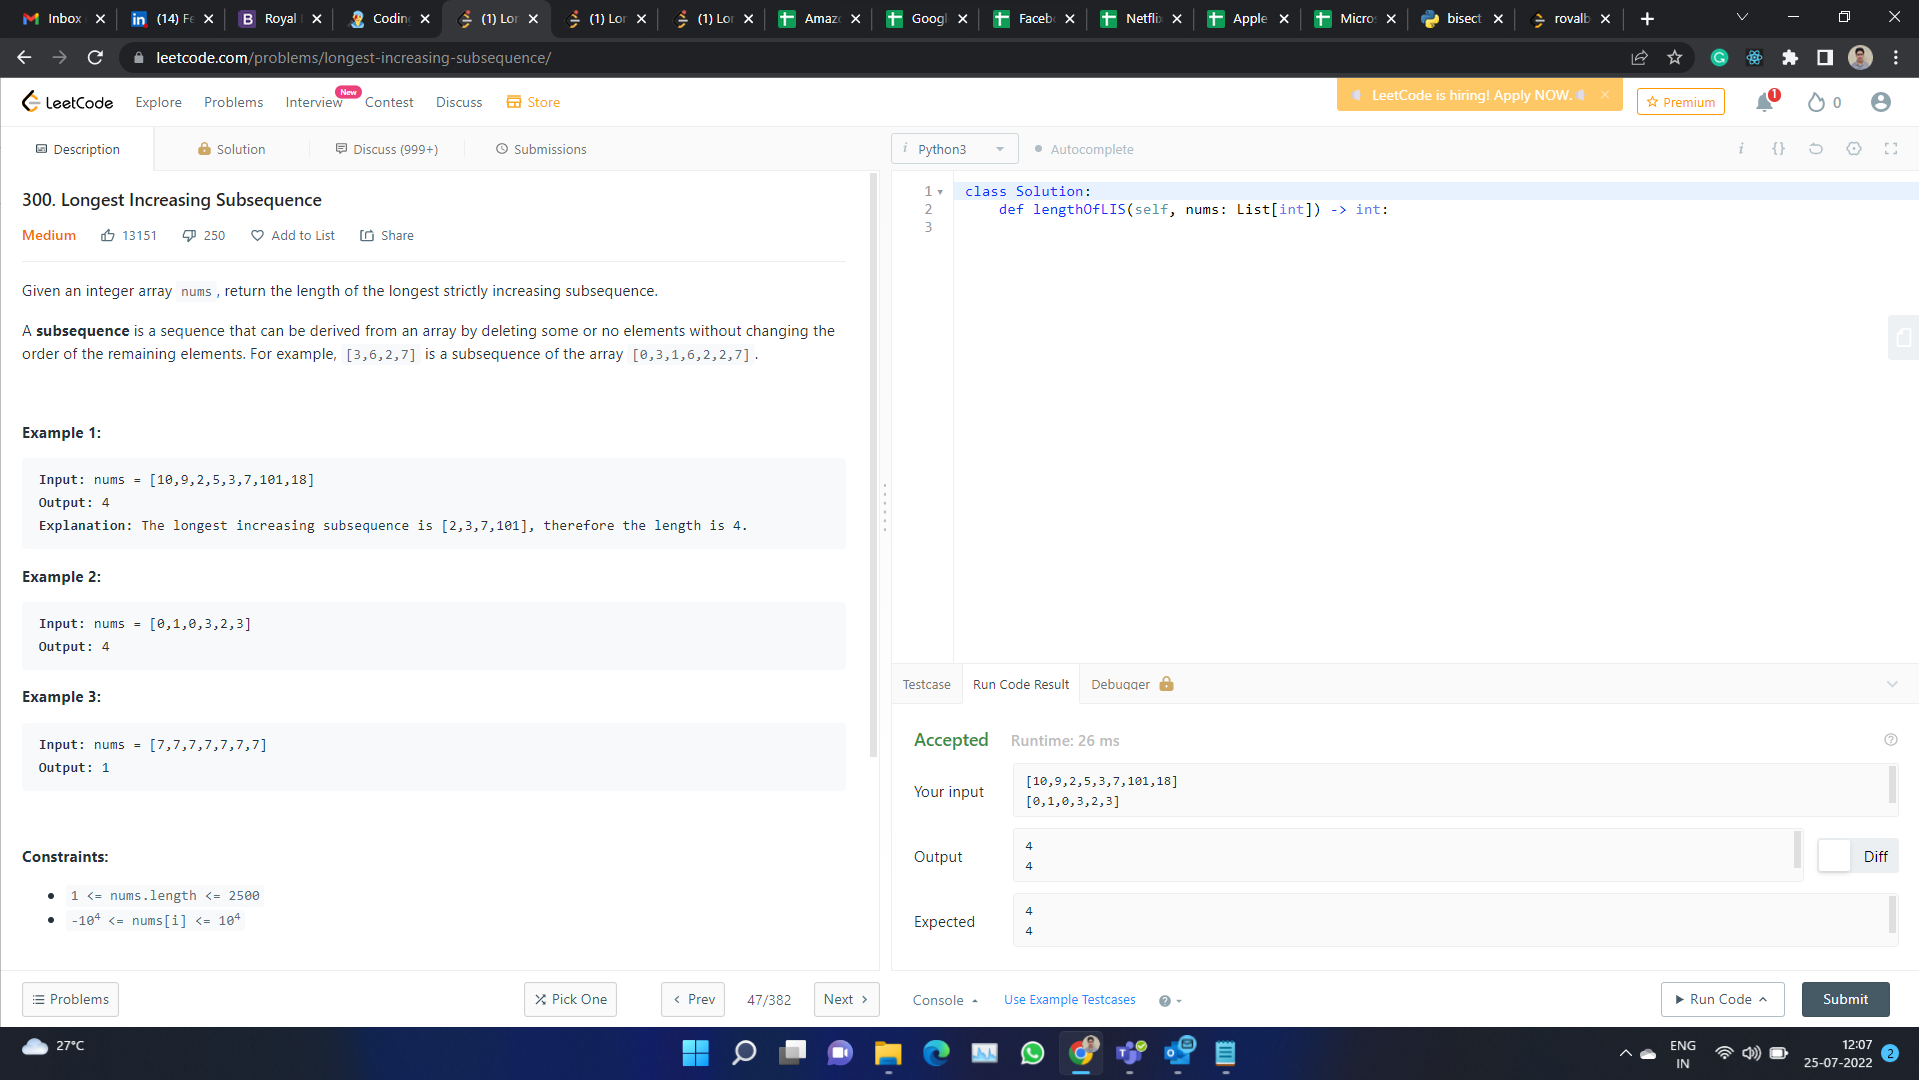 Inbox
(14) Fe
Royal
Coding
(1) Lor
(1) Lor
(1) Lor
Amaz
Googl
Faceb
Netfli
Apple
Micros
bisect
leetcode.com/problems/longest-increasing-subsequence/
LeetCode
Explore
Problems
Interview
New
Contest
Discuss
Store
LeetCode is hiring! Apply NOW.
Premium
1
0
Description
Solution
Discuss (999+)
Submissions
i Python3
Autocomplete
i {}
300. Longest Increasing Subsequence
Medium 13151 250 Add to List Share
Given an integer array nums, return the length of the longest strictly increasing subsequence.
A subsequence is a sequence that can be derived from an array by deleting some or no elements without changing the
order of the remaining elements. For example, [3,6,2,7] is a subsequence of the array [0,3,1,6,2,2,7].
Example 1:
Input: nums = [10,9,2,5,3,7,101,18]
Output: 4
Explanation: The longest increasing subsequence is [2,3,7,101], therefore the length is 4.
Example 2:
Input: nums = [0,1,0,3,2,3]
Output: 4
Example 3:
Input: nums = [7,7,7,7,7,7,7]
Output: 1
Constraints:
1 <= nums.length <= 2500
-10⁴ <= nums[i] <= 10⁴
Problems
Pick One
Prev
47/382
Next
1 class Solution:
2     def lengthOfLIS(self, nums: List[int]) -> int:
3
Testcase
Run Code Result
Debugger
Accepted Runtime: 26 ms
Your input
[10,9,2,5,3,7,101,18]
[0,1,0,3,2,3]
Output
4
4
Diff
Expected
4
4
Console
Use Example Testcases
Run Code
Submit
27°C
ENG
IN
12:07
25-07-2022
2